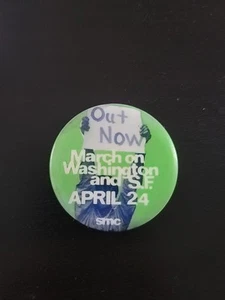 Out
Now
March on
Washington
and S.F.
APRIL 24
smc